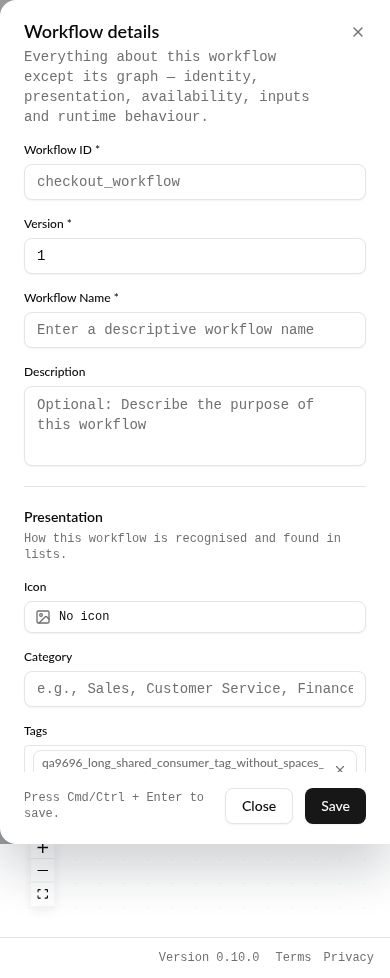 Workflow details
Everything about this workflow
except its graph — identity,
presentation, availability, inputs
and runtime behaviour.
Workflow ID *
checkout_workflow
Version *
1
Workflow Name *
Enter a descriptive workflow name
Description
Optional: Describe the purpose of
this workflow
Presentation
How this workflow is recognised and found in
lists.
Icon
No icon
Category
e.g., Sales, Customer Service, Finance
Tags
qa9696_long_shared_consumer_tag_without_spaces_
Press Cmd/Ctrl + Enter to
save.
Close
Save
Version 0.10.0 Terms Privacy